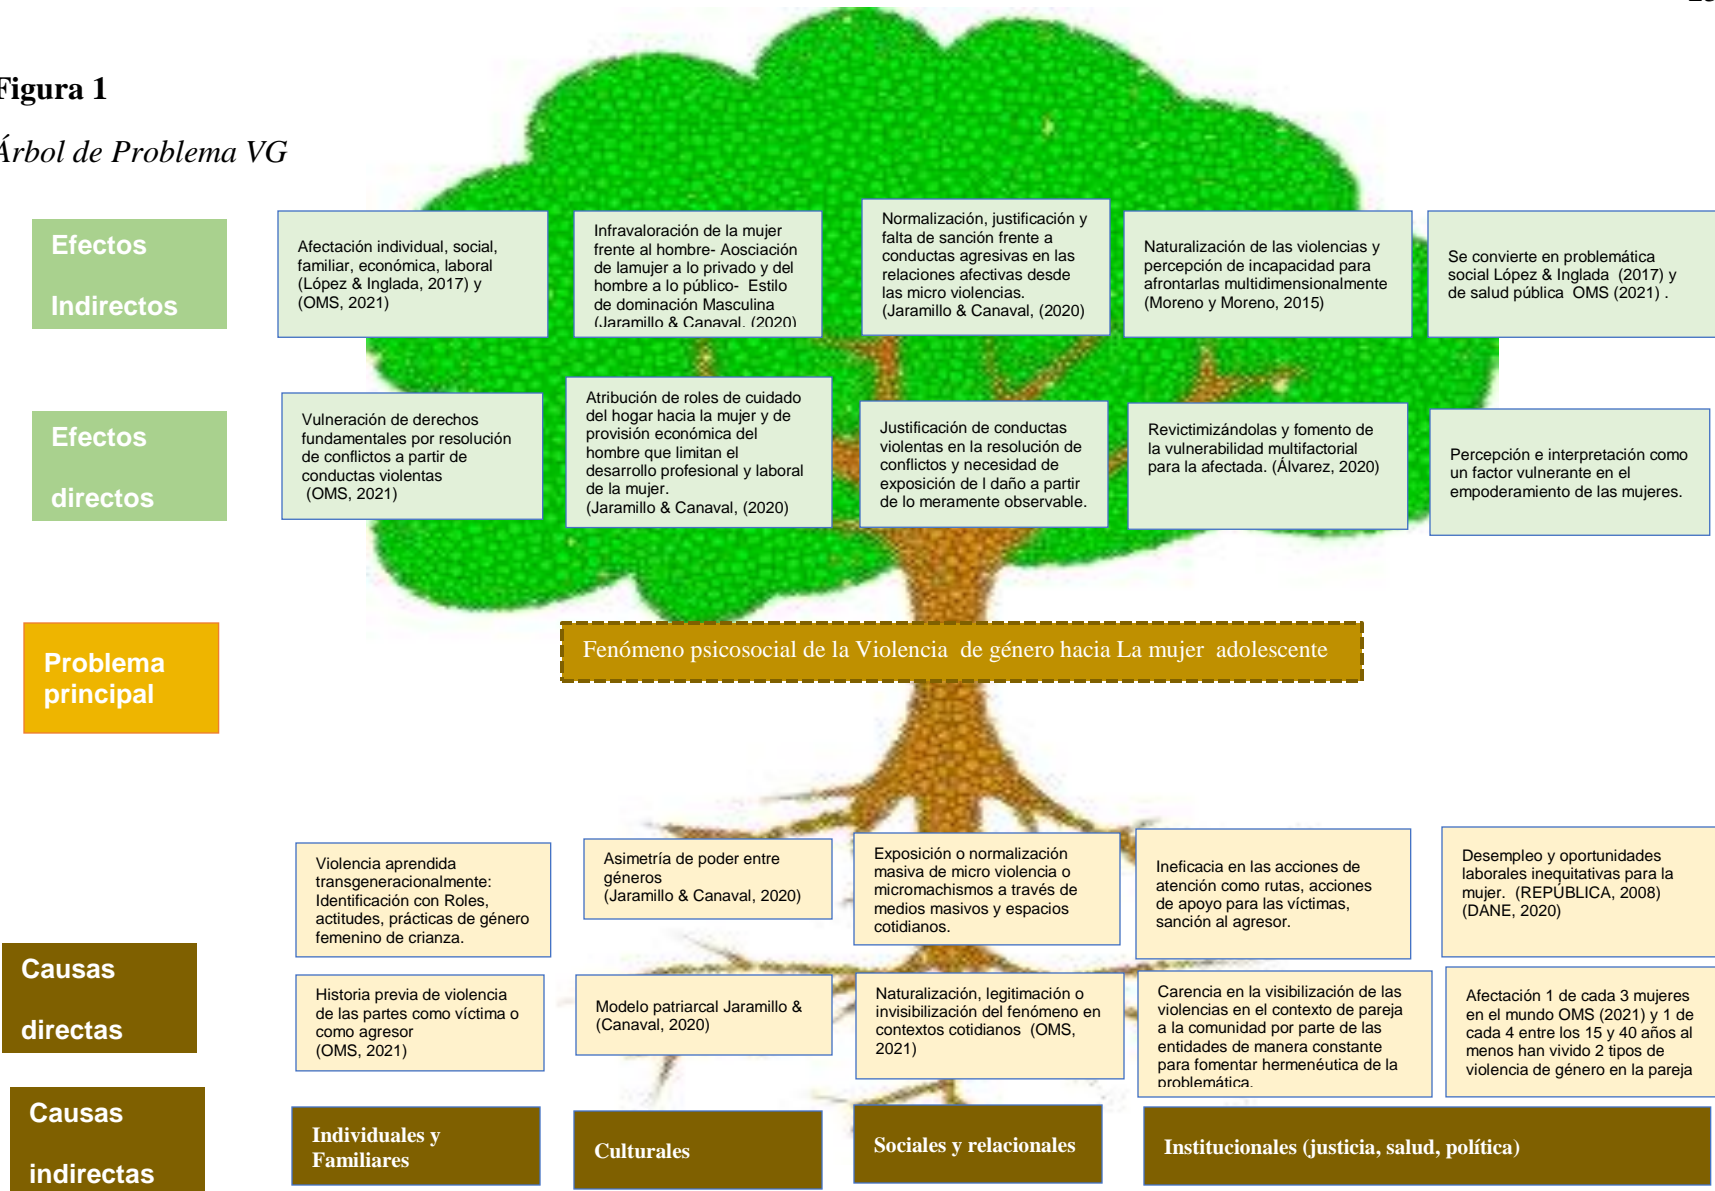 Figura 1
Árbol de Problema VG
Efectos
Indirectos
Afectación individual, social,
familiar, económica, laboral
(López & Inglada, 2017) y
(OMS, 2021)
Infravaloración de la mujer
frente al hombre- Aosciación
de lamujer a lo privado y del
hombre a lo público- Estilo
de dominación Masculina
(Jaramillo & Canaval, (2020)
Normalización, justificación y
falta de sanción frente a
conductas agresivas en las
relaciones afectivas desde
las micro violencias.
(Jaramillo & Canaval, (2020)
Naturalización de las violencias y
percepción de incapacidad para
afrontarlas multidimensionalmente
(Moreno y Moreno, 2015)
Se convierte en problemática
social López & Inglada (2017) y
de salud pública OMS (2021) .
Efectos
directos
Vulneración de derechos
fundamentales por resolución
de conflictos a partir de
conductas violentas
(OMS, 2021)
Atribución de roles de cuidado
del hogar hacia la mujer y de
provisión económica del
hombre que limitan el
desarrollo profesional y laboral
de la mujer.
(Jaramillo & Canaval, (2020)
Justificación de conductas
violentas en la resolución de
conflictos y necesidad de
exposición de l daño a partir
de lo meramente observable.
Revictimizándolas y fomento de
la vulnerabilidad multifactorial
para la afectada. (Álvarez, 2020)
Percepción e interpretación como
un factor vulnerante en el
empoderamiento de las mujeres.
Problema
principal
Fenómeno psicosocial de la Violencia de género hacia La mujer adolescente
Violencia aprendida
transgeneracionalmente:
Identificación con Roles,
actitudes, prácticas de género
femenino de crianza.
Asimetría de poder entre
géneros
(Jaramillo & Canaval, 2020)
Exposición o normalización
masiva de micro violencia o
micromachismos a través de
medios masivos y espacios
cotidianos.
Ineficacia en las acciones de
atención como rutas, acciones
de apoyo para las víctimas,
sanción al agresor.
Desempleo y oportunidades
laborales inequitativas para la
mujer. (REPÚBLICA, 2008)
(DANE, 2020)
Causas
directas
Historia previa de violencia
de las partes como víctima o
como agresor
(OMS, 2021)
Modelo patriarcal Jaramillo &
(Canaval, 2020)
Naturalización, legitimación o
invisibilización del fenómeno en
contextos cotidianos (OMS,
2021)
Carencia en la visibilización de las
violencias en el contexto de pareja
a la comunidad por parte de las
entidades de manera constante
para fomentar hermenéutica de la
problemática.
Afectación 1 de cada 3 mujeres
en el mundo OMS (2021) y 1 de
cada 4 entre los 15 y 40 años al
menos han vivido 2 tipos de
violencia de género en la pareja
Causas
indirectas
Individuales y
Familiares
Culturales
Sociales y relacionales
Institucionales (justicia, salud, política)